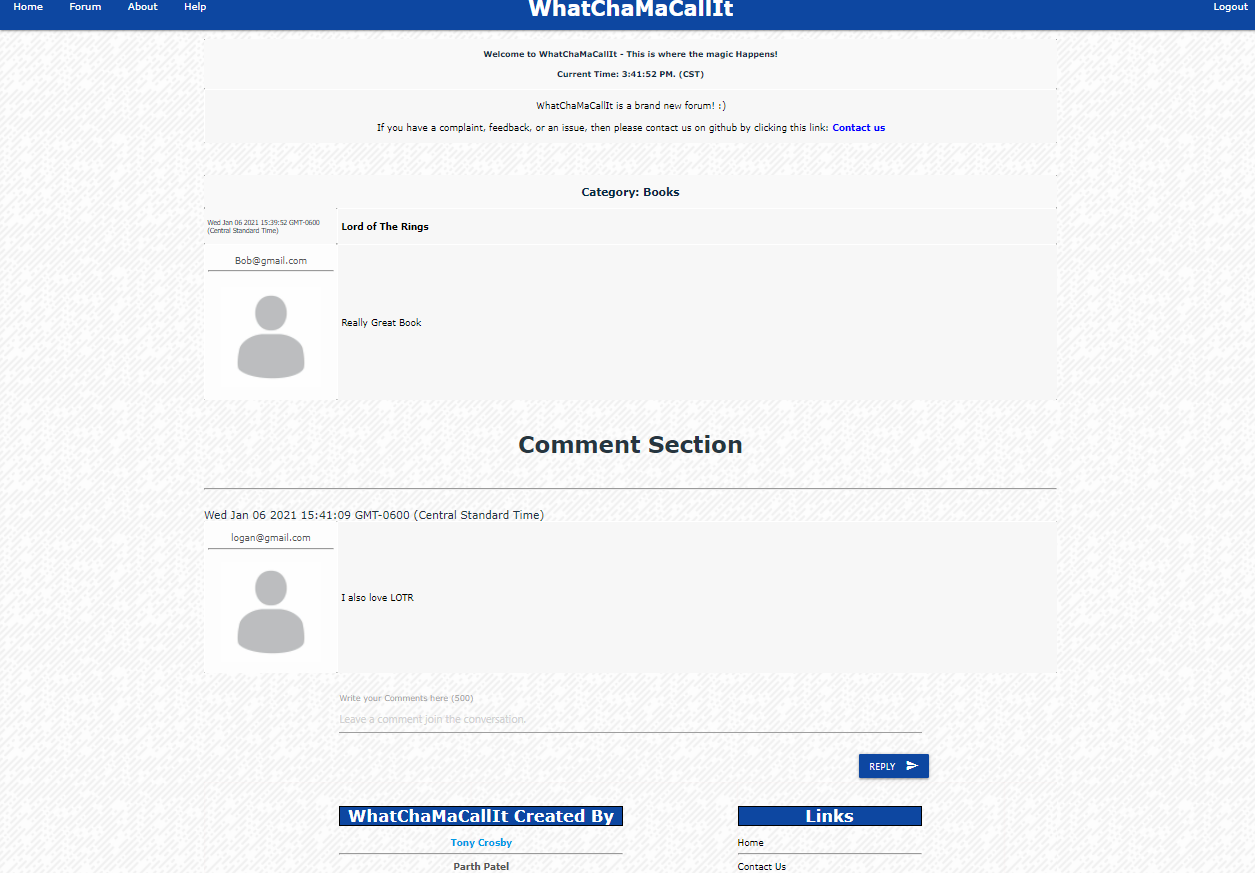 Home Forum About Help WhatChaMaCallIt Logout
Welcome to WhatChaMaCallIt - This is where the magic Happens!
Current Time: 3:41:52 PM. (CST)
WhatChaMaCallIt is a brand new forum! :)
If you have a complaint, feedback, or an issue, then please contact us on github by clicking this link: Contact us
Category: Books
Wed Jan 06 2021 15:39:52 GMT-0600
(Central Standard Time)
Lord of The Rings
Bob@gmail.com
Really Great Book
Comment Section
Wed Jan 06 2021 15:41:09 GMT-0600 (Central Standard Time)
logan@gmail.com
I also love LOTR
Write your Comments here (500)
Leave a comment join the conversation.
REPLY
WhatChaMaCallIt Created By
Tony Crosby
Parth Patel
Links
Home
Contact Us